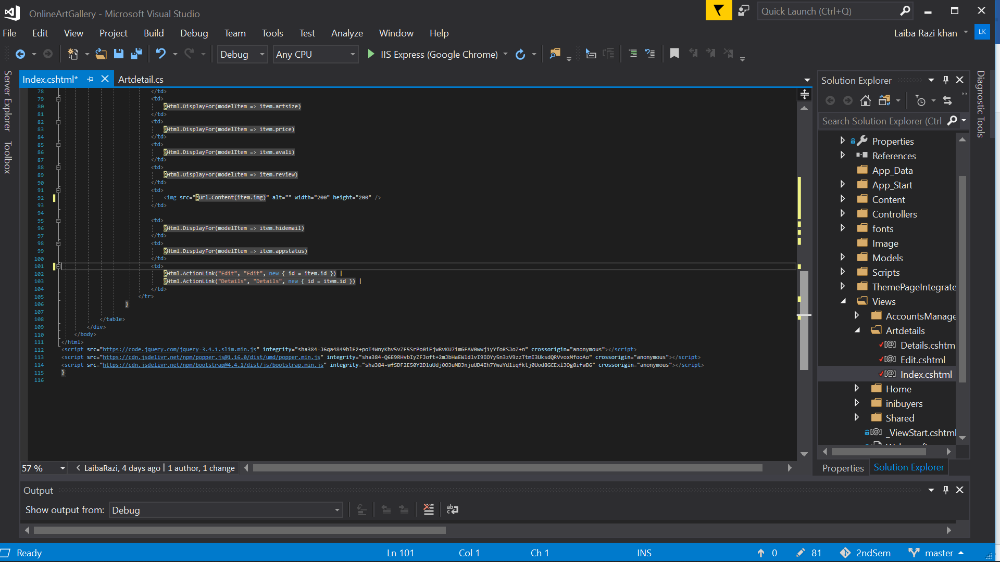 OnlineArtGallery - Microsoft Visual Studio
Quick Launch (Ctrl+Q)
File Edit View Project Build Debug Team Tools Test Analyze Window Help
Laiba Razi khan LK
Debug Any CPU IIS Express (Google Chrome)
Server Explorer
Toolbox
Index.cshtml* Artdetail.cs
78 </td>
79 <td>
80 @Html.DisplayFor(modelItem => item.artsize)
81 </td>
82 <td>
83 @Html.DisplayFor(modelItem => item.price)
84 </td>
85 <td>
86 @Html.DisplayFor(modelItem => item.avali)
87 </td>
88 <td>
89 @Html.DisplayFor(modelItem => item.review)
90 </td>
91 <td>
92 <img src="@Url.Content(item.img)" alt="" width="200" height="200" />
93 </td>
94
95 <td>
96 @Html.DisplayFor(modelItem => item.hidemail)
97 </td>
98 <td>
99 @Html.DisplayFor(modelItem => item.appstatus)
100 </td>
101 <td>
102 @Html.ActionLink("Edit", "Edit", new { id = item.id }) |
103 @Html.ActionLink("Details", "Details", new { id = item.id }) |
104 </td>
105 </tr>
106 }
107
108 </table>
109 </div>
110 </body>
111 </html>
112 <script src="https://code.jquery.com/jquery-3.4.1.slim.min.js" integrity="sha384-J6qa4849blE2+poT4WnyKhv5vZF5SrPo0iEjwBvKU7imGFAV0wwj1yYfoRSJoZ+n" crossorigin="anonymous"></script>
113 <script src="https://cdn.jsdelivr.net/npm/popper.js@1.16.0/dist/umd/popper.min.js" integrity="sha384-Q6E9RHvbIyZFJoft+2mJbHaEWldlvI9IOYy5n3zV9zzTtmI3UksdQRVvoxMfooAo" crossorigin="anonymous"></script>
114 <script src="https://cdn.jsdelivr.net/npm/bootstrap@4.4.1/dist/js/bootstrap.min.js" integrity="sha384-wfSDF2E50Y2D1uUdj0O3uMBJnjuUD4Ih7YwaYd1iqfktj0Uod8GCExl3Og8ifwB6" crossorigin="anonymous"></script>
115 }
116
57 % LaibaRazi, 4 days ago | 1 author, 1 change
Solution Explorer
Search Solution Explorer (Ctrl
Properties
References
App_Data
App_Start
Content
Controllers
fonts
Image
Models
Scripts
ThemePageIntegrate
Views
AccountsManage
Artdetails
Details.cshtm
Edit.cshtml
Index.cshtml
Home
inibuyers
Shared
_ViewStart.cshtml
Properties Solution Explorer
Diagnostic Tools
Output
Show output from: Debug
Ready Ln 101 Col 1 Ch 1 INS 0 81 2ndSem master